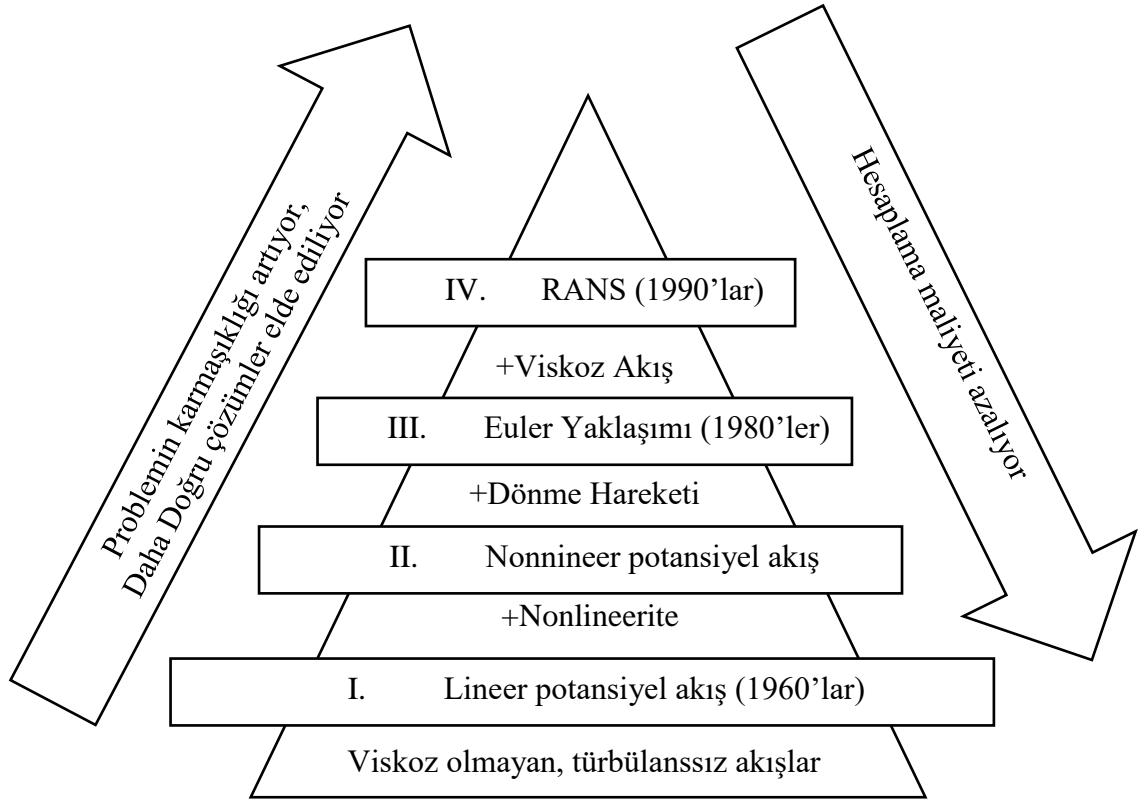 Problemin karmaşıklığı artıyor,
Daha Doğru çözümler elde ediliyor
Hesaplama maliyeti azalıyor
IV. RANS (1990’lar)
+Viskoz Akış
III. Euler Yaklaşımı (1980’ler)
+Dönme Hareketi
II. Nonnineer potansiyel akış
+Nonlineerite
I. Lineer potansiyel akış (1960’lar)
Viskoz olmayan, türbülanssız akışlar